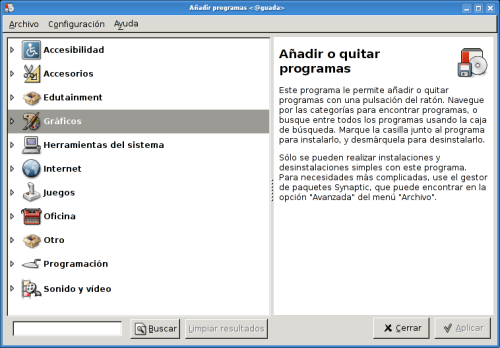 Añadir programas <@guada>
Archivo Configuración Ayuda
Accesibilidad
Accesorios
Edutainment
Gráficos
Herramientas del sistema
Internet
Juegos
Oficina
Otro
Programación
Sonido y vídeo
Añadir o quitar
programas
Este programa le permite añadir o quitar
programas con una pulsación del ratón. Navegue
por las categorías para encontrar programas, o
busque entre todos los programas usando la caja
de búsqueda. Marque la casilla junto al programa
para instalarlo, y desmárquela para desinstalarlo.
Sólo se pueden realizar instalaciones y
desinstalaciones simples con este programa.
Para necesidades màs complicadas, use el gestor
de paquetes Synaptic, que puede encontrar en la
opción "Avanzada" del menú "Archivo".
Buscar
Limpiar resultados
Cerrar
Aplicar